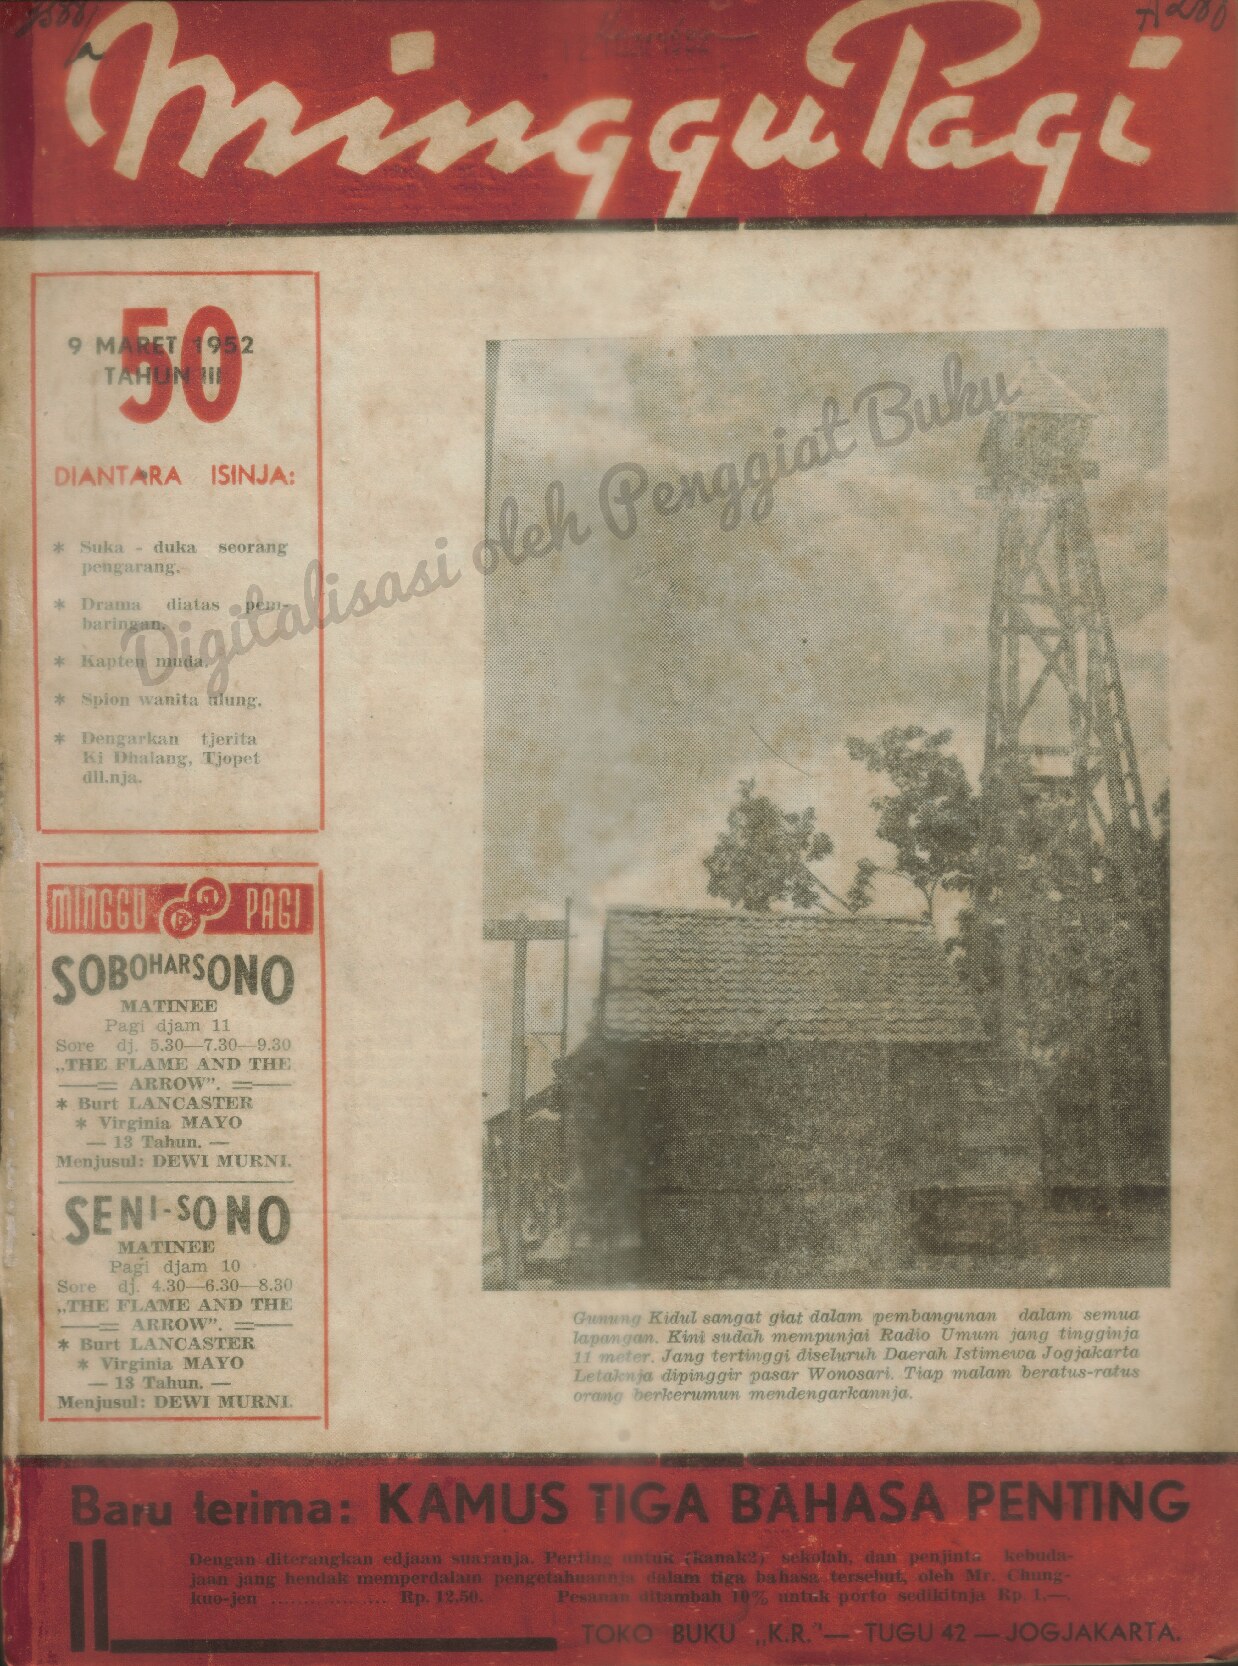 Minggu Pagi
50
9 MARET 1952
TAHUN III
DIANTARA ISINJA:
* Suka - duka seorang
pengarang.
* Drama diatas pem-
baringan.
* Kapten muda.
* Spion wanita ulung.
* Dengarkan tjerita
Ki Dhalang, Tjopet
dll.nja.
MINGGU PAGI
SOBOHARSONO
MATINEE
Pagi djam 11
Sore dj. 5.30—7.30—9.30
„THE FLAME AND THE
ARROW".
* Burt LANCASTER
* Virginia MAYO
— 13 Tahun. —
Menjusul: DEWI MURNI.
SENI-SONO
MATINEE
Pagi djam 10
Sore dj. 4.30—6.30—8.30
„THE FLAME AND THE
ARROW".
* Burt LANCASTER
* Virginia MAYO
— 13 Tahun. —
Menjusul: DEWI MURNI.
Digitalisasi oleh Penggiat Buku
Gunung Kidul sangat giat dalam pembangunan dalam semua
lapangan. Kini sudah mempunjai Radio Umum jang tingginja
11 meter. Jang tertinggi diseluruh Daerah Istimewa Jogjakarta
Letaknja dipinggir pasar Wonosari. Tiap malam beratus-ratus
orang berkerumun mendengarkannja.
Baru terima: KAMUS TIGA BAHASA PENTING
Dengan diterangkan edjaan suaranja. Penting untuk (kanak2) sekolah, dan penjinta kebuda-
jaan jang hendak memperdalam pengetahuannja dalam tiga bahasa tersebut, oleh Mr. Chung-
kuo-jen ................ Rp. 12,50. Pesanan ditambah 10% untuk porto sedikitnja Rp. 1.—.
TOKO BUKU „K.R."— TUGU 42 — JOGJAKARTA.